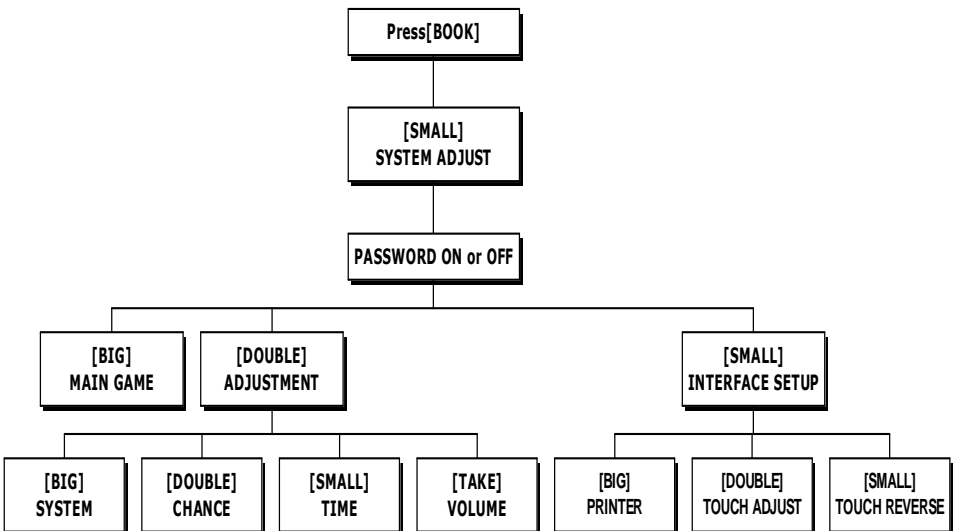 Press[BOOK]
[SMALL]
SYSTEM ADJUST
PASSWORD ON or OFF
[BIG]
MAIN GAME
[DOUBLE]
ADJUSTMENT
[SMALL]
INTERFACE SETUP
[BIG]
SYSTEM
[DOUBLE]
CHANCE
[SMALL]
TIME
[TAKE]
VOLUME
[BIG]
PRINTER
[DOUBLE]
TOUCH ADJUST
[SMALL]
TOUCH REVERSE